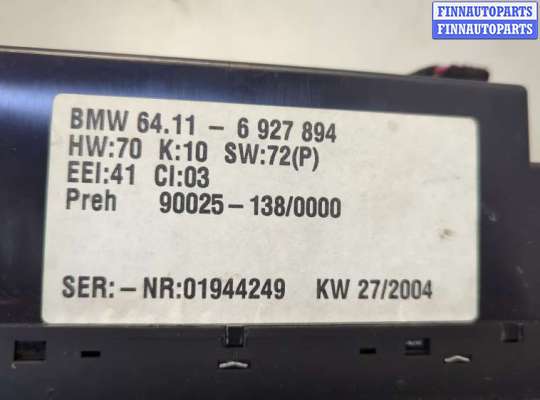 FINNAUTOPARTS
FINNAUTOPARTS
BMW 64.11 - 6 927 894
HW:70 K:10 SW:72(P)
EEI:41 CI:03
Preh 90025-138/0000
SER:-NR:01944249 KW 27/2004